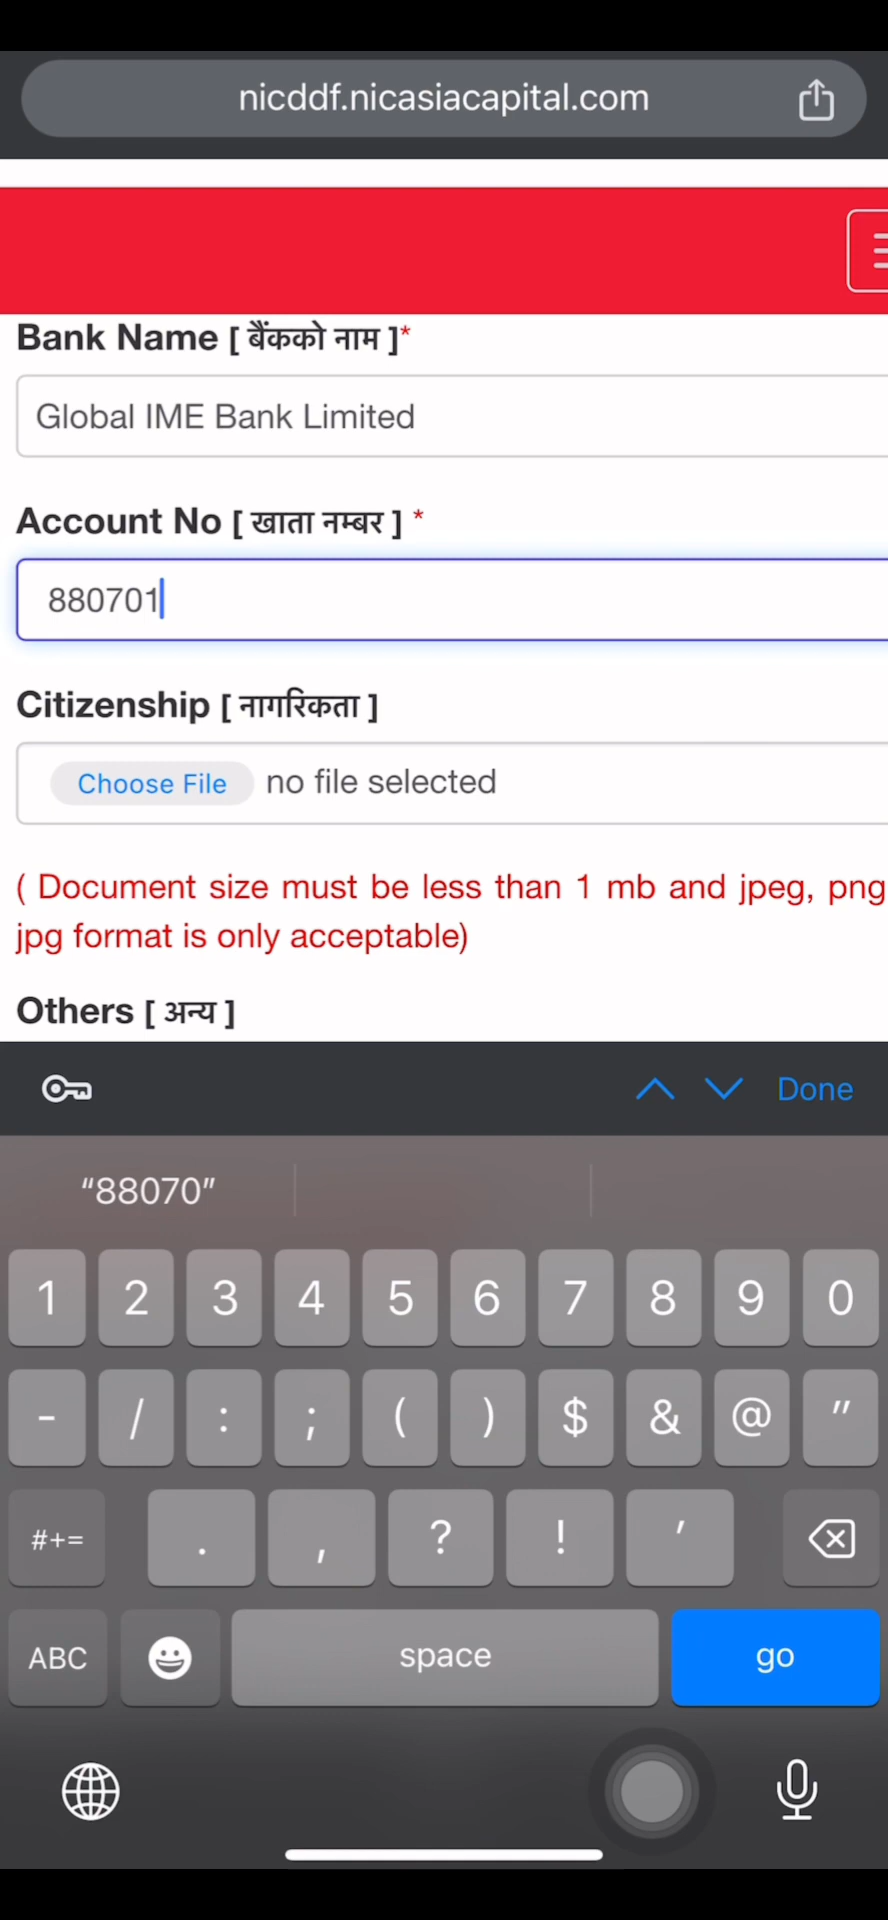 nicddf.nicasiacapital.com
Bank Name [ बैंकको नाम ]*
Global IME Bank Limited
Account No [ खाता नम्बर ] *
880701
Citizenship [ नागरिकता ]
Choose File no file selected
( Document size must be less than 1 mb and jpeg, png
jpg format is only acceptable)
Others [ अन्य ]
Done
“88070”
1 2 3 4 5 6 7 8 9 0
- / : ; ( ) $ & @ "
#+= . , ? ! '
ABC space go